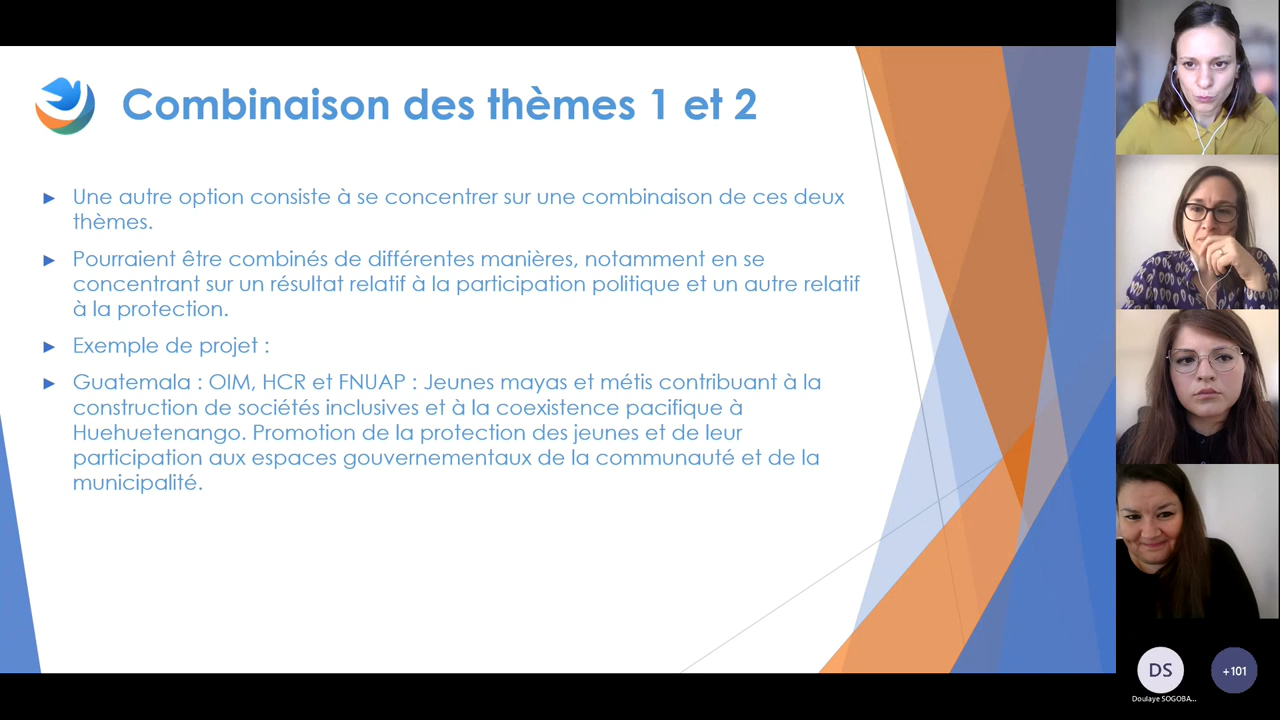 Combinaison des thèmes 1 et 2
► Une autre option consiste à se concentrer sur une combinaison de ces deux
thèmes.
► Pourraient être combinés de différentes manières, notamment en se
concentrant sur un résultat relatif à la participation politique et un autre relatif
à la protection.
► Exemple de projet :
► Guatemala : OIM, HCR et FNUAP : Jeunes mayas et métis contribuant à la
construction de sociétés inclusives et à la coexistence pacifique à
Huehuetenango. Promotion de la protection des jeunes et de leur
participation aux espaces gouvernementaux de la communauté et de la
municipalité.
DS
+101
Doulaye SOGOBA...